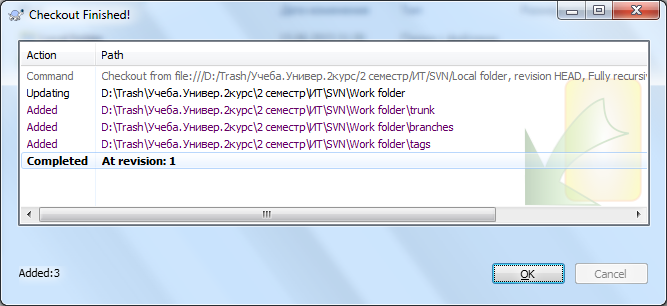 Checkout Finished!
Action Path
Command Checkout from file:///D:/Trash/Учеба.Универ.2курс/2 семестр/ИТ/SVN/Local folder, revision HEAD, Fully recursiv
Updating D:\Trash\Учеба.Универ.2курс\2 семестр\ИТ\SVN\Work folder
Added D:\Trash\Учеба.Универ.2курс\2 семестр\ИТ\SVN\Work folder\trunk
Added D:\Trash\Учеба.Универ.2курс\2 семестр\ИТ\SVN\Work folder\branches
Added D:\Trash\Учеба.Универ.2курс\2 семестр\ИТ\SVN\Work folder\tags
Completed At revision: 1
Added:3
OK Cancel